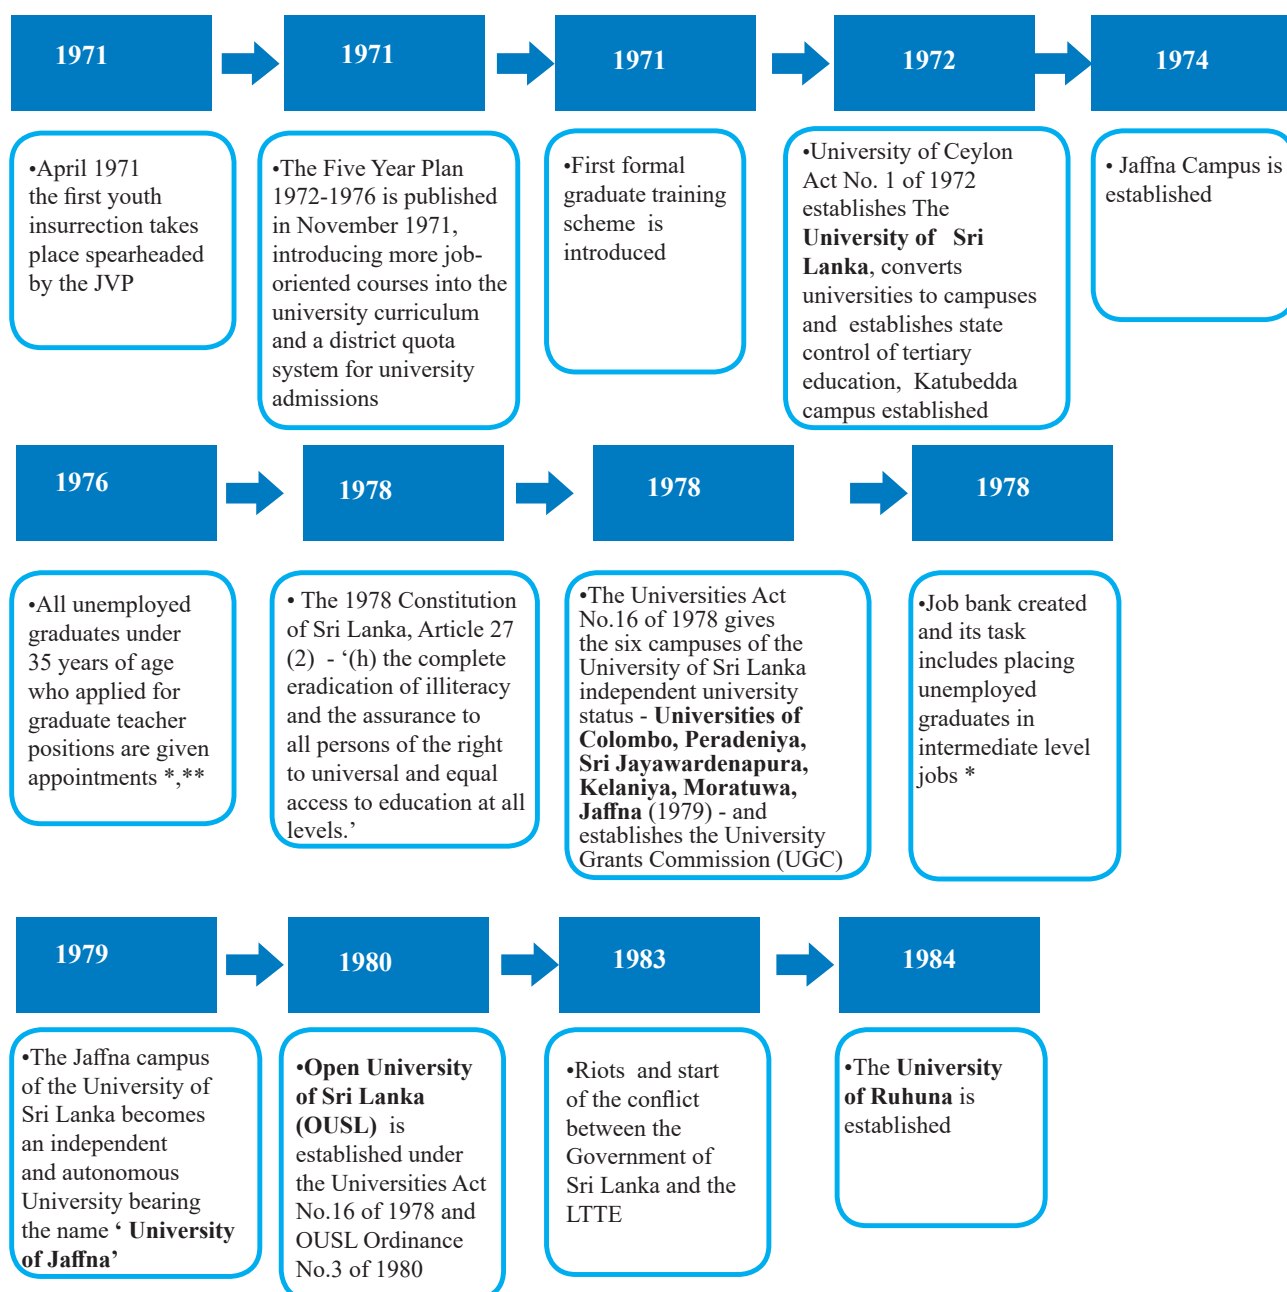 1971
1971
1971
1972
1974
•April 1971
the first youth
insurrection takes
place spearheaded
by the JVP
•The Five Year Plan
1972-1976 is published
in November 1971,
introducing more job-
oriented courses into the
university curriculum
and a district quota
system for university
admissions
•First formal
graduate training
scheme is
introduced
•University of Ceylon
Act No. 1 of 1972
establishes The
University of Sri
Lanka, converts
universities to campuses
and establishes state
control of tertiary
education, Katubedda
campus established
• Jaffna Campus is
established
1976
1978
1978
1978
•All unemployed
graduates under
35 years of age
who applied for
graduate teacher
positions are given
appointments *,**
• The 1978 Constitution
of Sri Lanka, Article 27
(2) - ‘(h) the complete
eradication of illiteracy
and the assurance to
all persons of the right
to universal and equal
access to education at all
levels.’
•The Universities Act
No.16 of 1978 gives
the six campuses of the
University of Sri Lanka
independent university
status - Universities of
Colombo, Peradeniya,
Sri Jayawardenapura,
Kelaniya, Moratuwa,
Jaffna (1979) - and
establishes the University
Grants Commission (UGC)
•Job bank created
and its task
includes placing
unemployed
graduates in
intermediate level
jobs *
1979
1980
1983
1984
•The Jaffna campus
of the University of
Sri Lanka becomes
an independent
and autonomous
University bearing
the name ‘ University
of Jaffna’
•Open University
of Sri Lanka
(OUSL) is
established under
the Universities Act
No.16 of 1978 and
OUSL Ordinance
No.3 of 1980
•Riots and start
of the conflict
between the
Government of
Sri Lanka and the
LTTE
•The University
of Ruhuna is
established